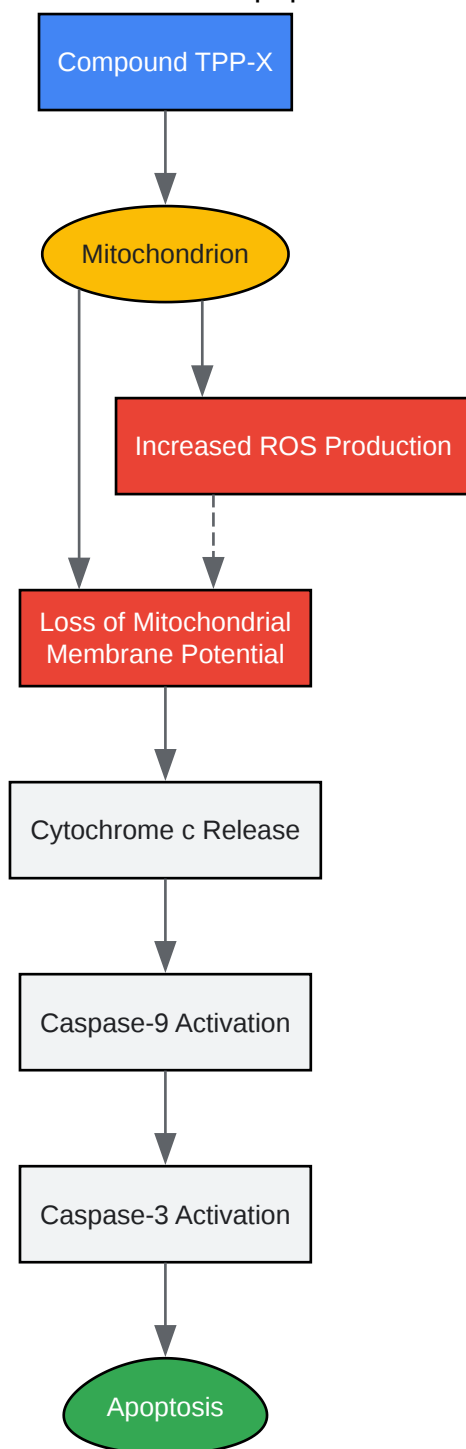 Compound TPP-X
Mitochondrion
Increased ROS Production
Loss of Mitochondrial
Membrane Potential
Cytochrome c Release
Caspase-9 Activation
Caspase-3 Activation
Apoptosis